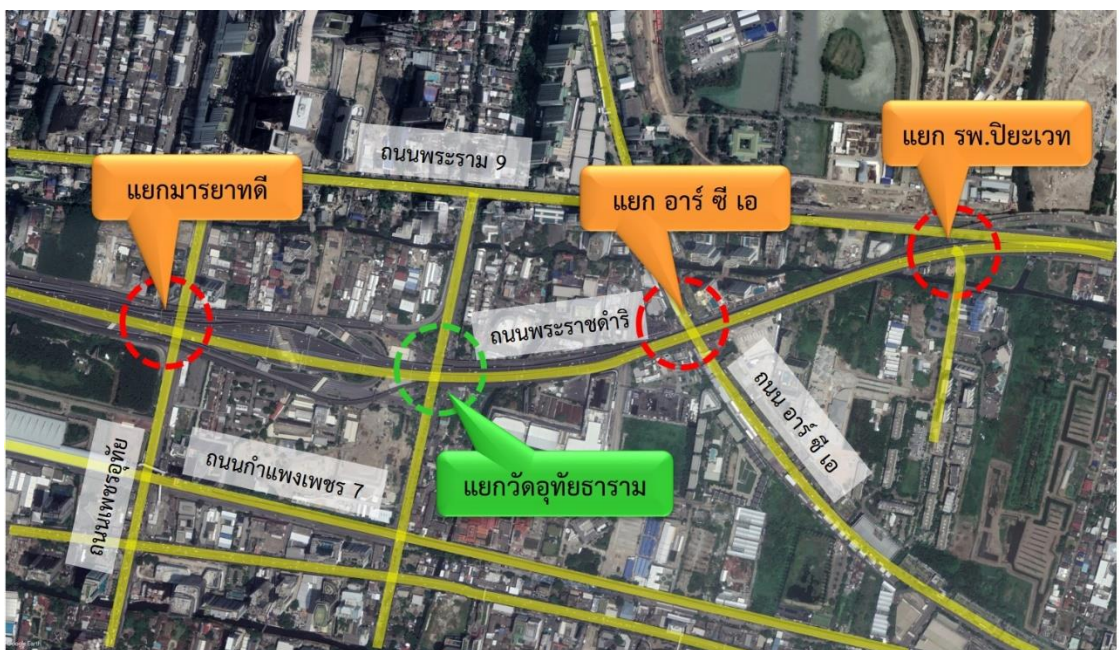 แยก รพ.ปิยะเวท
ถนนพระราม 9
แยกมารยาทดี
แยก อาร์ ซี เอ
ถนนพระราชดำริ
ถนน อาร์ ซี เอ
ถนนกำแพงเพชร 7
แยกวัดอุทัยธาราม
ถนนเพชรอุทัย
Google Earth